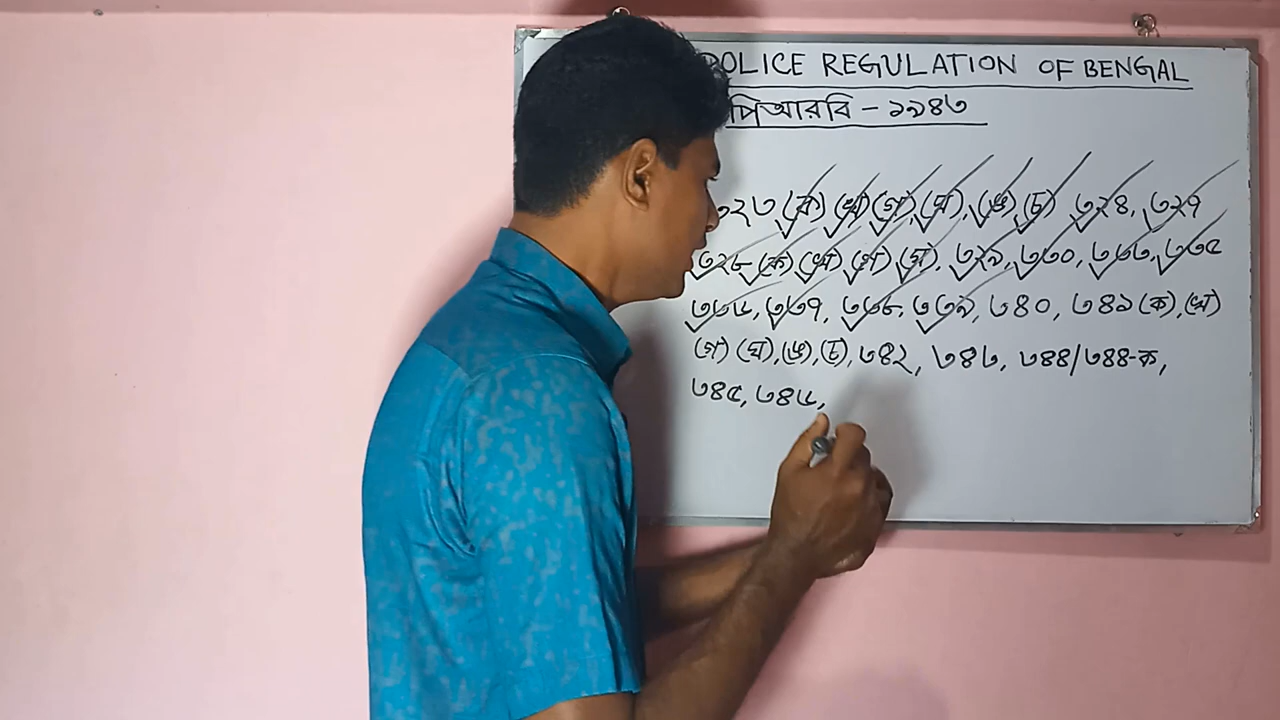 POLICE REGULATION OF BENGAL
পিআরবি - ১৯৪৩
৩২৩ (ক) (খ) (গ), (ঘ), (ঙ), (চ) ৩২৪, ৩২৭
৩২৮ (ক) (খ) (গ) (ঘ), ৩২৯, ৩৩০, ৩৩৩, ৩৩৫
৩৩৬, ৩৩৭, ৩৩৮, ৩৩৯, ৩৪০, ৩৪১ (ক), (খ)
(গ) (ঘ), (ঙ), (চ), ৩৪২, ৩৪৩, ৩৪৪/৩৪৪-ক,
৩৪৫, ৩৪৬,